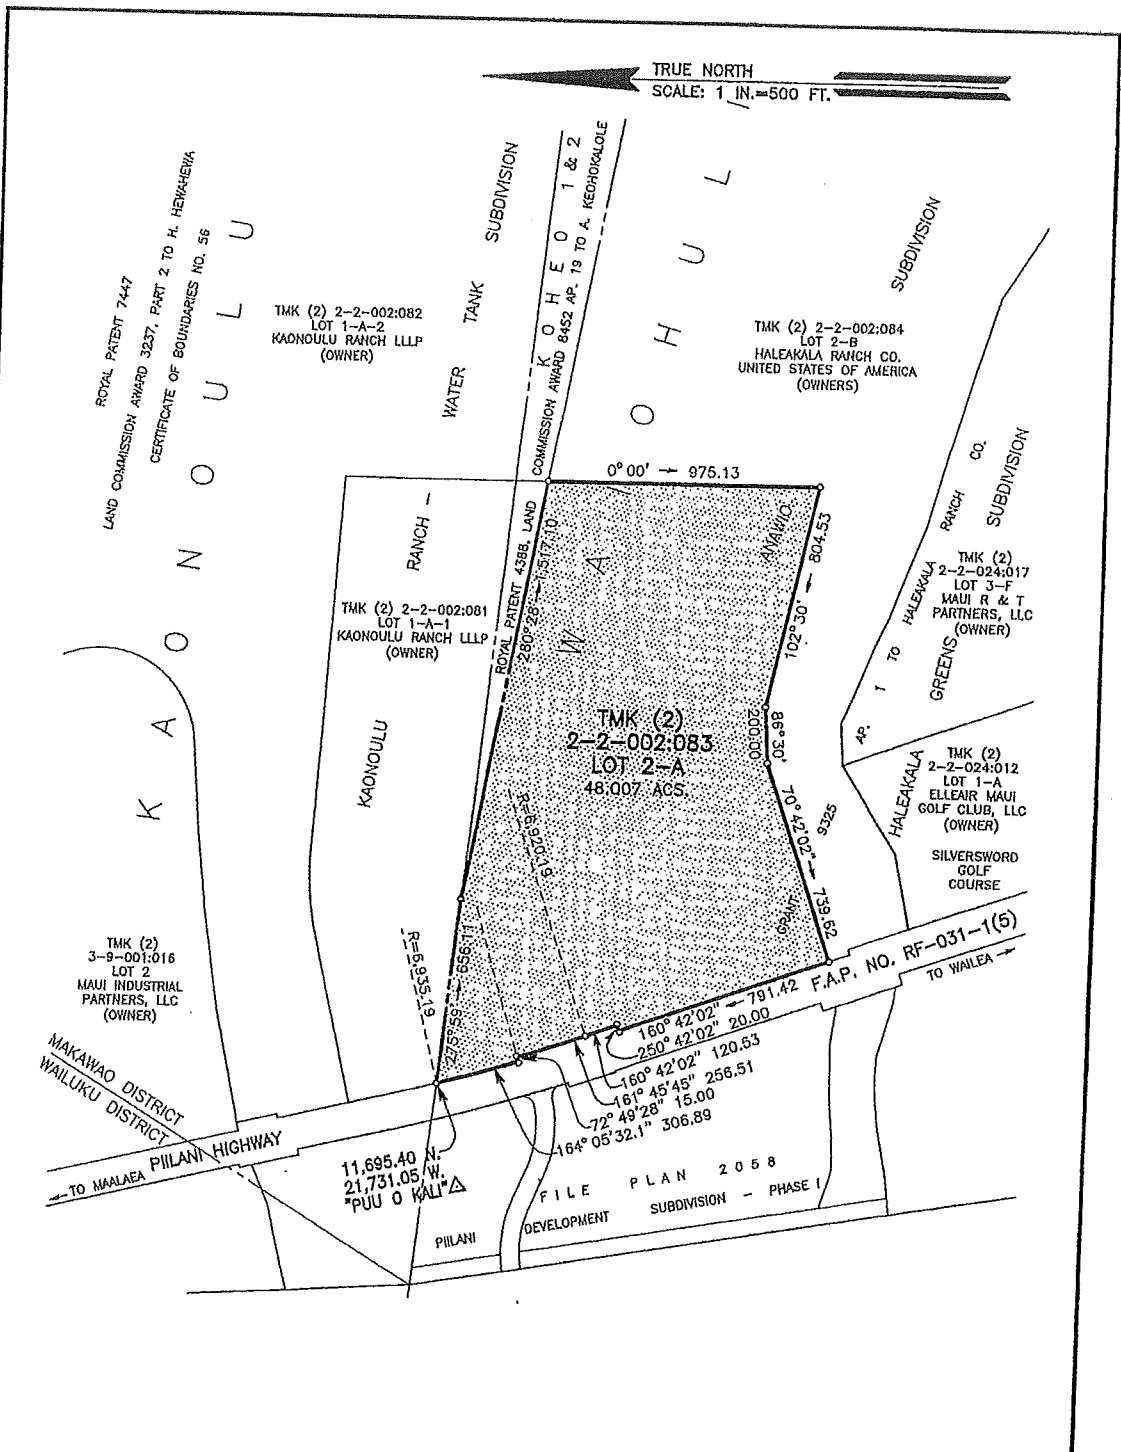 TRUE NORTH
SCALE: 1 IN.=500 FT.
ROYAL PATENT 7447
LAND COMMISSION AWARD 3237, PART 2 TO H. HEWAHEWA
CERTIFICATE OF BOUNDARIES NO. 56
KAONOULU
TMK (2) 2-2-002:082
LOT 1-A-2
KAONOULU RANCH LLLP
(OWNER)
WATER TANK SUBDIVISION
KOHEO 1 & 2
ROYAL PATENT 4388, LAND COMMISSION AWARD 8452 AP. 19 TO A. KEOHOKALOLE
WAIOHULI
SUBDIVISION
TMK (2) 2-2-002:084
LOT 2-B
HALEAKALA RANCH CO.
UNITED STATES OF AMERICA
(OWNERS)
0°00' 975.13
280°28' 1,517.10
KAONOULU RANCH -
TMK (2) 2-2-002:081
LOT 1-A-1
KAONOULU RANCH LLLP
(OWNER)
ANAWIO
102°30' 804.53
86°30'
200.00
70°42'02" 739.62
TMK (2)
2-2-002:083
LOT 2-A
48.007 ACS.
R=6,920.19
R=6,935.19
275°59' 656.11
GRANT 9325 AP. 1 TO HALEAKALA RANCH CO.
HALEAKALA GREENS SUBDIVISION
TMK (2)
2-2-024:017
LOT 3-F
MAUI R & T
PARTNERS, LLC
(OWNER)
TMK (2)
2-2-024:012
LOT 1-A
ELLEAIR MAUI
GOLF CLUB, LLC
(OWNER)
SILVERSWORD
GOLF
COURSE
TMK (2)
3-9-001:016
LOT 2
MAUI INDUSTRIAL
PARTNERS, LLC
(OWNER)
MAKAWAO DISTRICT
WAILUKU DISTRICT
TO MAALAEA
PIILANI HIGHWAY
F.A.P. NO. RF-031-1(5)
TO WAILEA
160°42'02" 791.42
250°42'02" 20.00
160°42'02" 120.53
161°45'45" 256.51
72°49'28" 15.00
164°05'32.1" 306.89
11,695.40 N.
21,731.05 W.
"PUU O KALI"
FILE PLAN 2058
PIILANI DEVELOPMENT SUBDIVISION - PHASE I